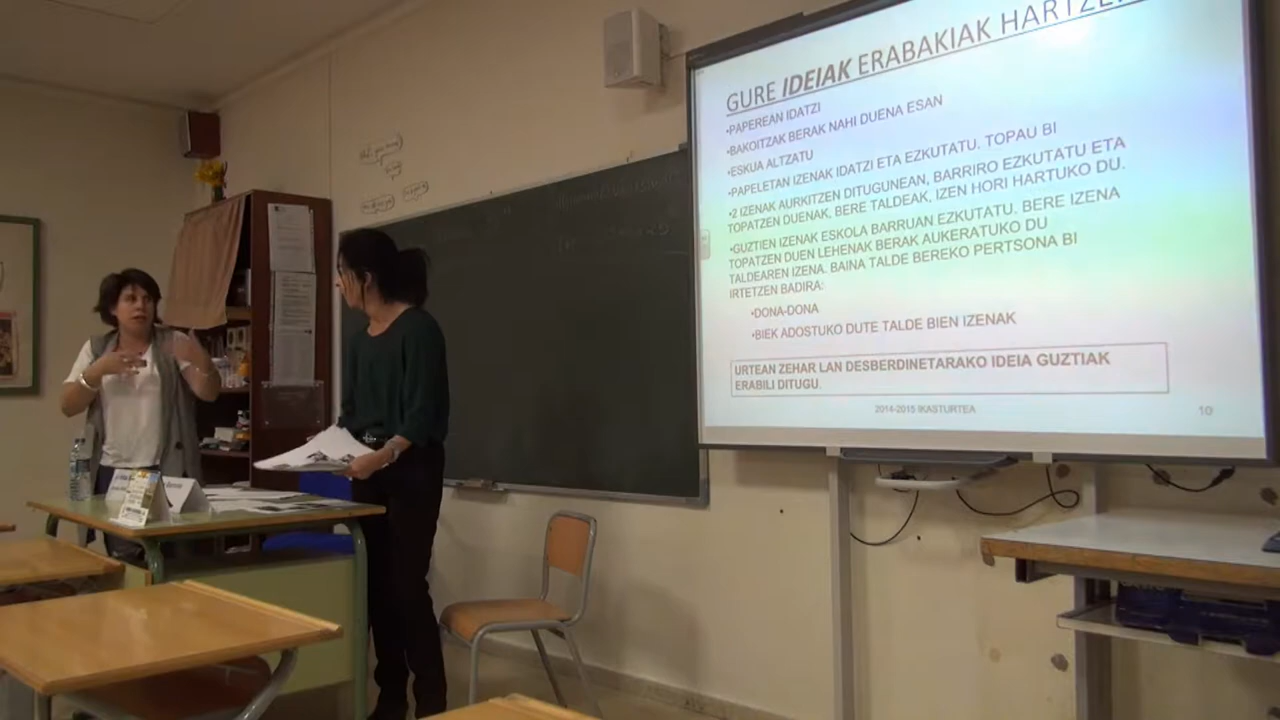 GURE IDEIAK ERABAKIAK HARTZE
•PAPEREAN IDATZI
•BAKOITZAK BERAK NAHI DUENA ESAN
•ESKUA ALTZATU
•PAPELETAN IZENAK IDATZI ETA EZKUTATU. TOPAU BI
•2 IZENAK AURKITZEN DITUGUNEAN, BARRIRO EZKUTATU ETA
TOPATZEN DUENAK, BERE TALDEAK, IZEN HORI HARTUKO DU.
•GUZTIEN IZENAK ESKOLA BARRUAN EZKUTATU. BERE IZENA
TOPATZEN DUEN LEHENAK BERAK AUKERATUKO DU
TALDEAREN IZENA. BAINA TALDE BEREKO PERTSONA BI
IRTETZEN BADIRA:
•DONA-DONA
•BIEK ADOSTUKO DUTE TALDE BIEN IZENAK
URTEAN ZEHAR LAN DESBERDINETARAKO IDEIA GUZTIAK
ERABILI DITUGU.
2014-2015 IKASTURTEA
10